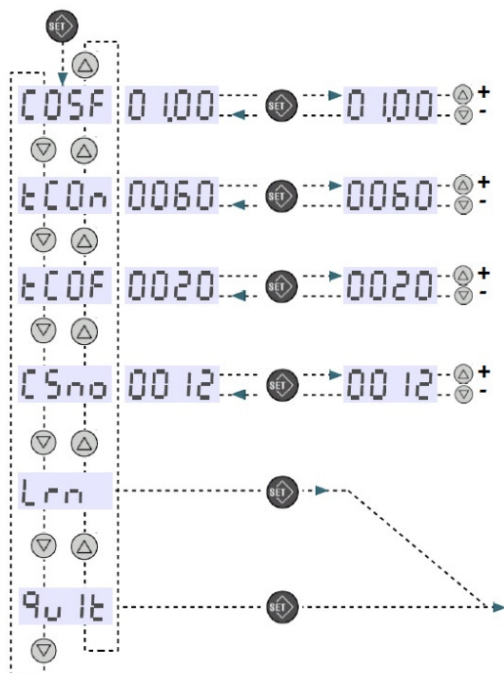 SET
COSF 01.00 SET 01.00 +
-
tCOn 0060 SET 0060 +
-
tCOF 0020 SET 0020 +
-
CSno 0012 SET 0012 +
-
Lrn SET
quIt SET